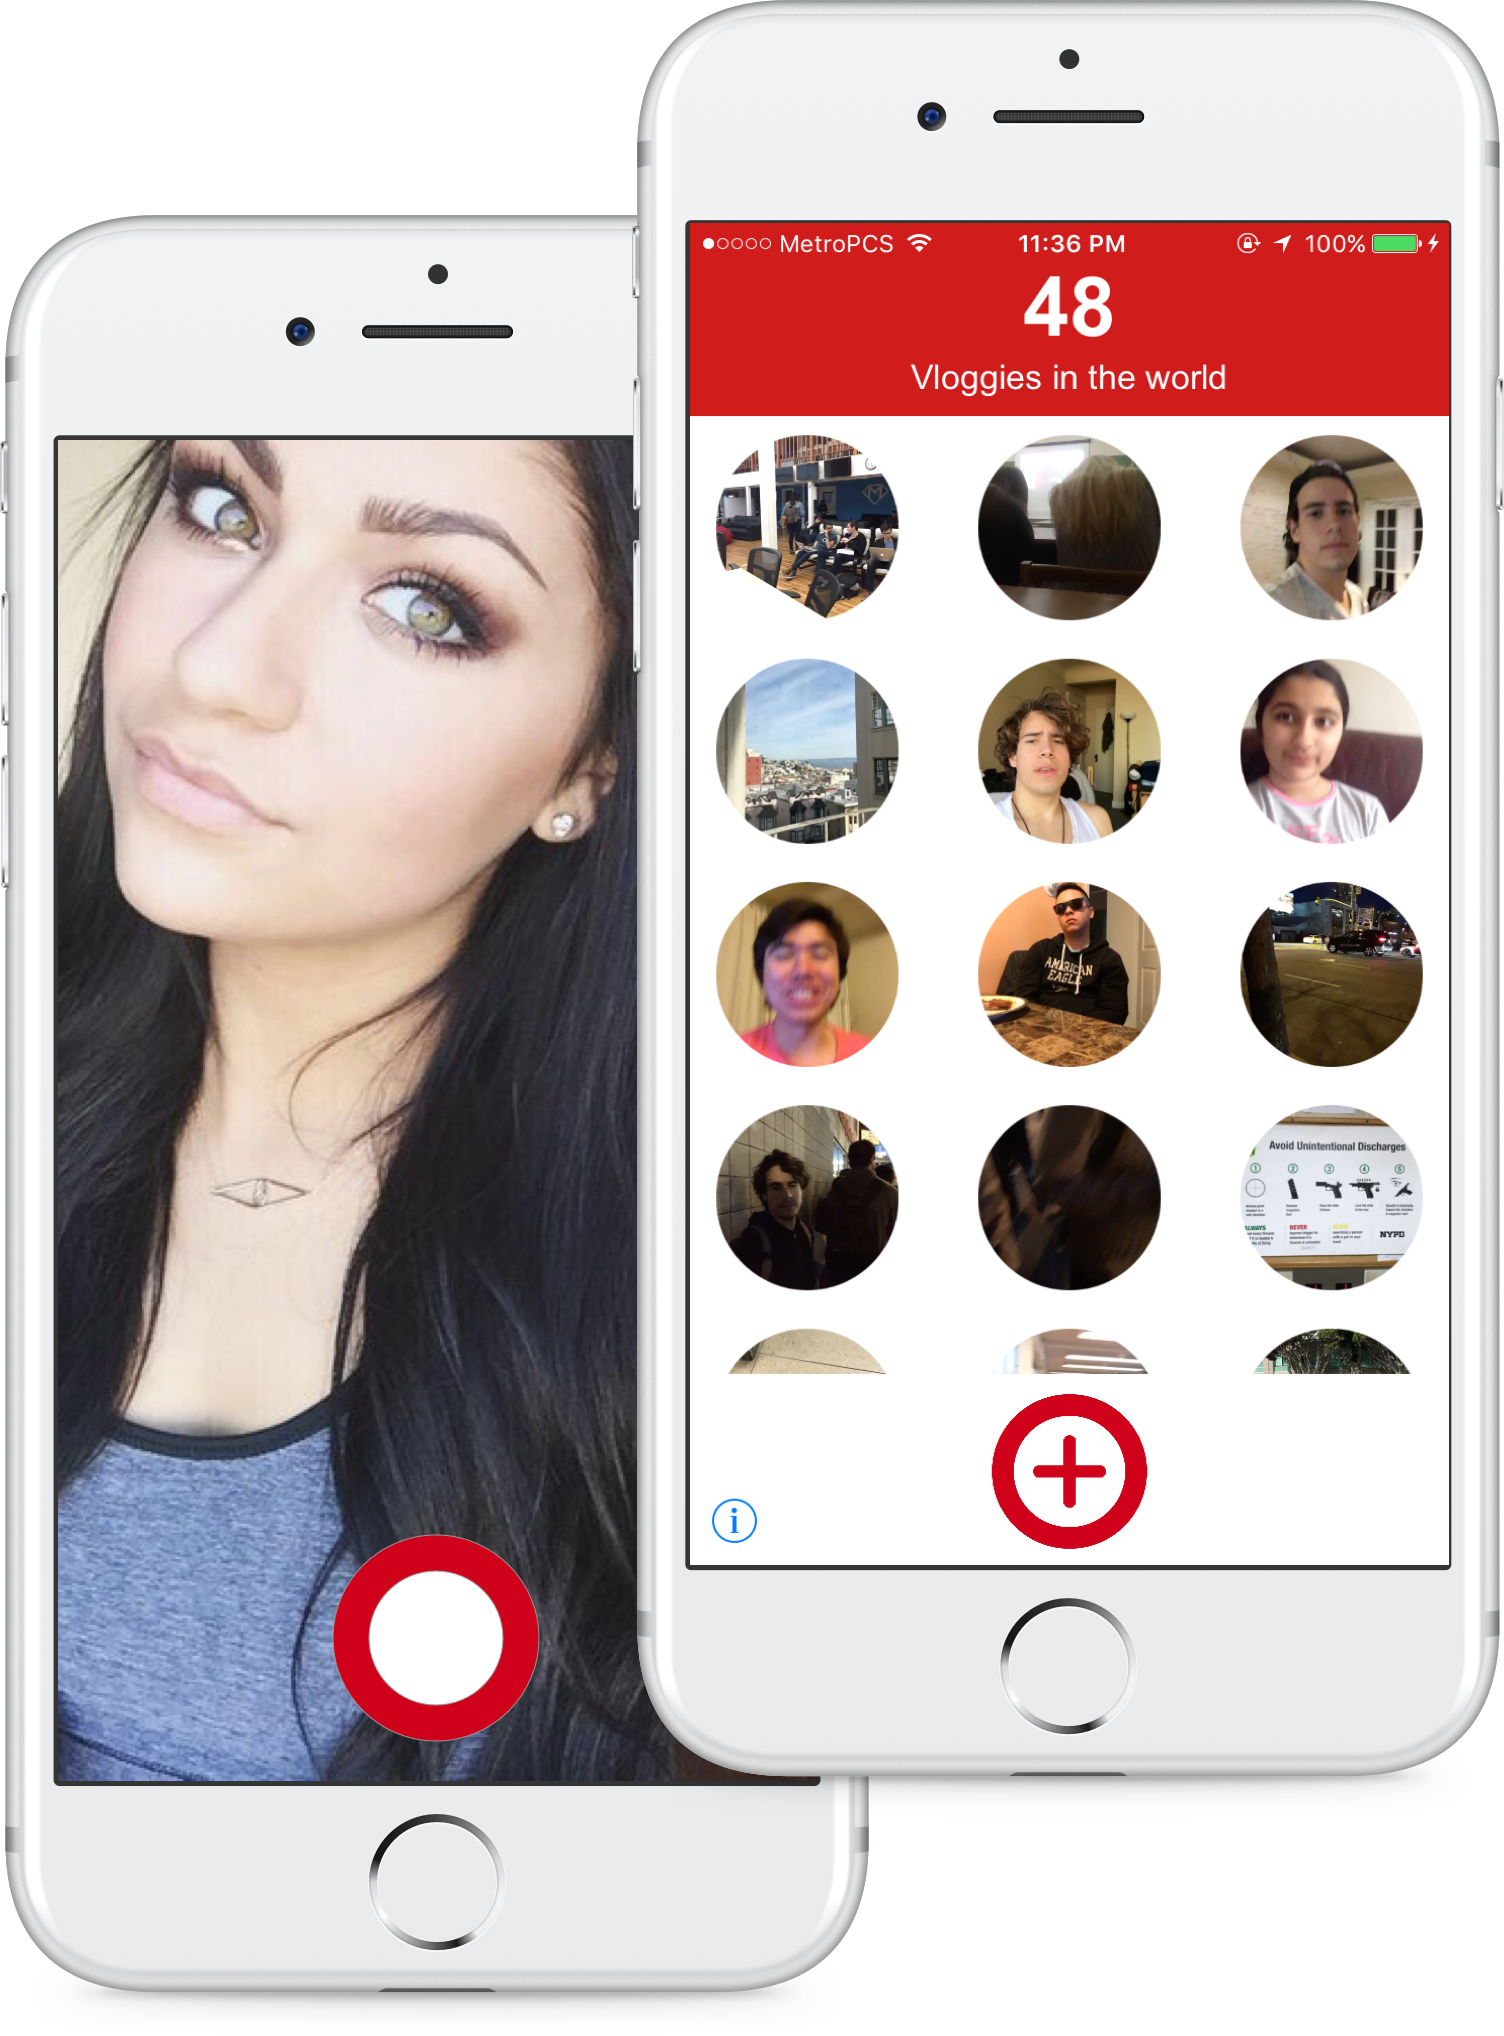 MetroPCS 11:36 PM 100%
48
Vloggies in the world
AMERICAN
EAGLE
Avoid Unintentional Discharges
1 2 3 4 5
ALWAYS NEVER
NYPD
i